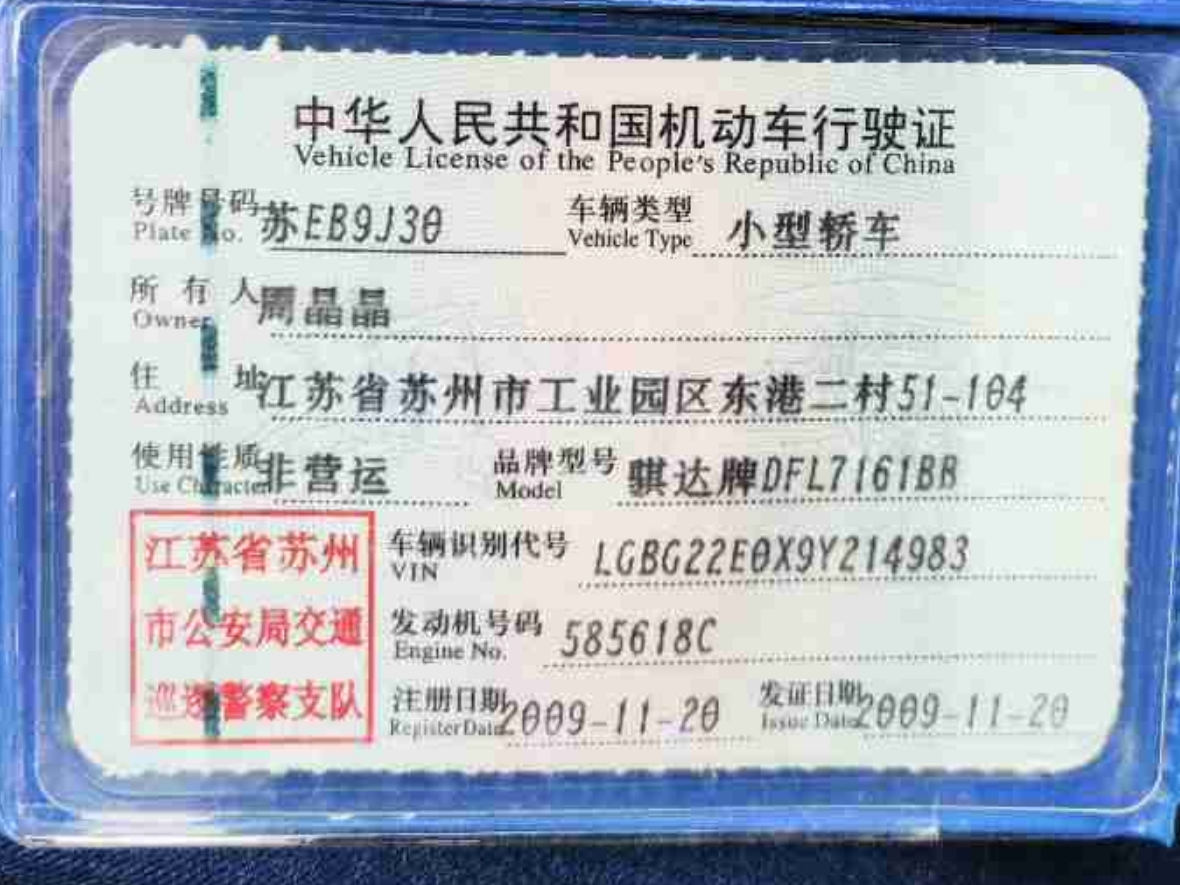 中华人民共和国机动车行驶证
Vehicle License of the People's Republic of China
号牌号码 苏EB9J30 车辆类型 小型轿车
Plate No. Vehicle Type
所有人 周晶晶
Owner
住址 江苏省苏州市工业园区东港二村51-104
Address
使用性质 非营运 品牌型号 骐达牌DFL7161BB
Use Character Model
江苏省苏州
市公安局交通
巡逻警察支队
车辆识别代号 LGBG22E0X9Y214983
VIN
发动机号码 585618C
Engine No.
注册日期 2009-11-20 发证日期 2009-11-20
Register Date Issue Date